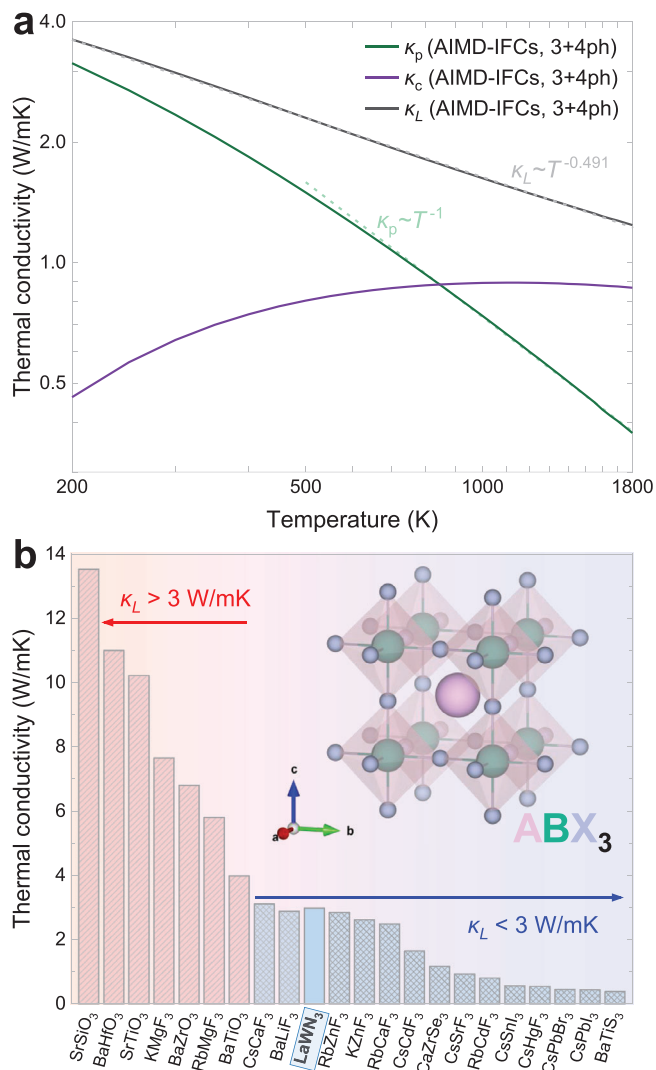 a
Thermal conductivity (W/mK)
4.0
2.0
1.0
0.5
κp (AIMD-IFCs, 3+4ph)
κc (AIMD-IFCs, 3+4ph)
κL (AIMD-IFCs, 3+4ph)
κL~T-0.491
κp~T-1
200
500
1000
1800
Temperature (K)
b
Thermal conductivity (W/mK)
14
12
10
8
6
4
2
0
κL > 3 W/mK
c
a
b
ABX3
κL < 3 W/mK
SrSiO3
BaHfO3
SrTiO3
KMgF3
BaZrO3
RbMgF3
BaTiO3
CsCaF3
BaLiF3
LaWN3
RbZnF3
KZnF3
RbCaF3
CsCdF3
CaZrSe3
CsSrF3
RbCdF3
CsSnI3
CsHgF3
CsPbBr3
CsPbI3
BaTiS3